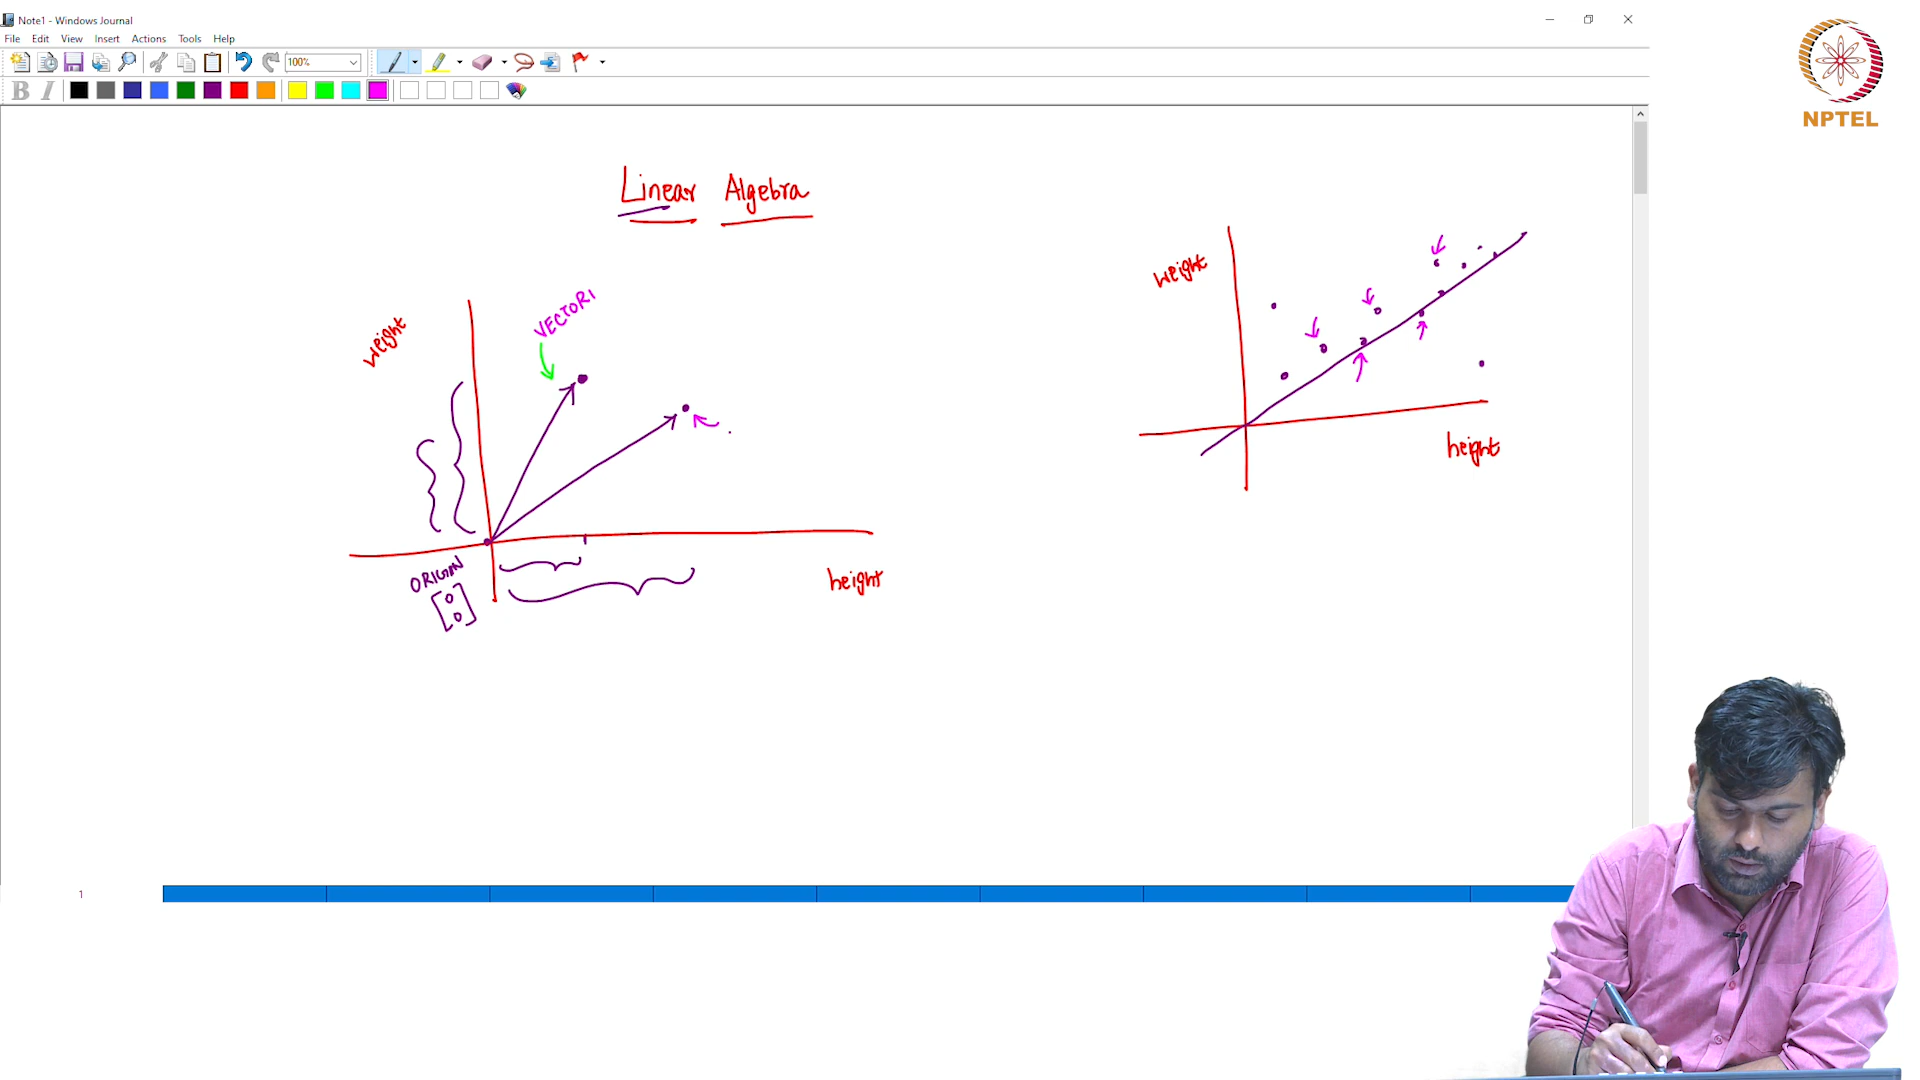 Note1 - Windows Journal
File Edit View Insert Actions Tools Help
100%
B I
NPTEL
Linear Algebra
weight
VECTOR1
ORIGIN
0
0
height
weight
height
1